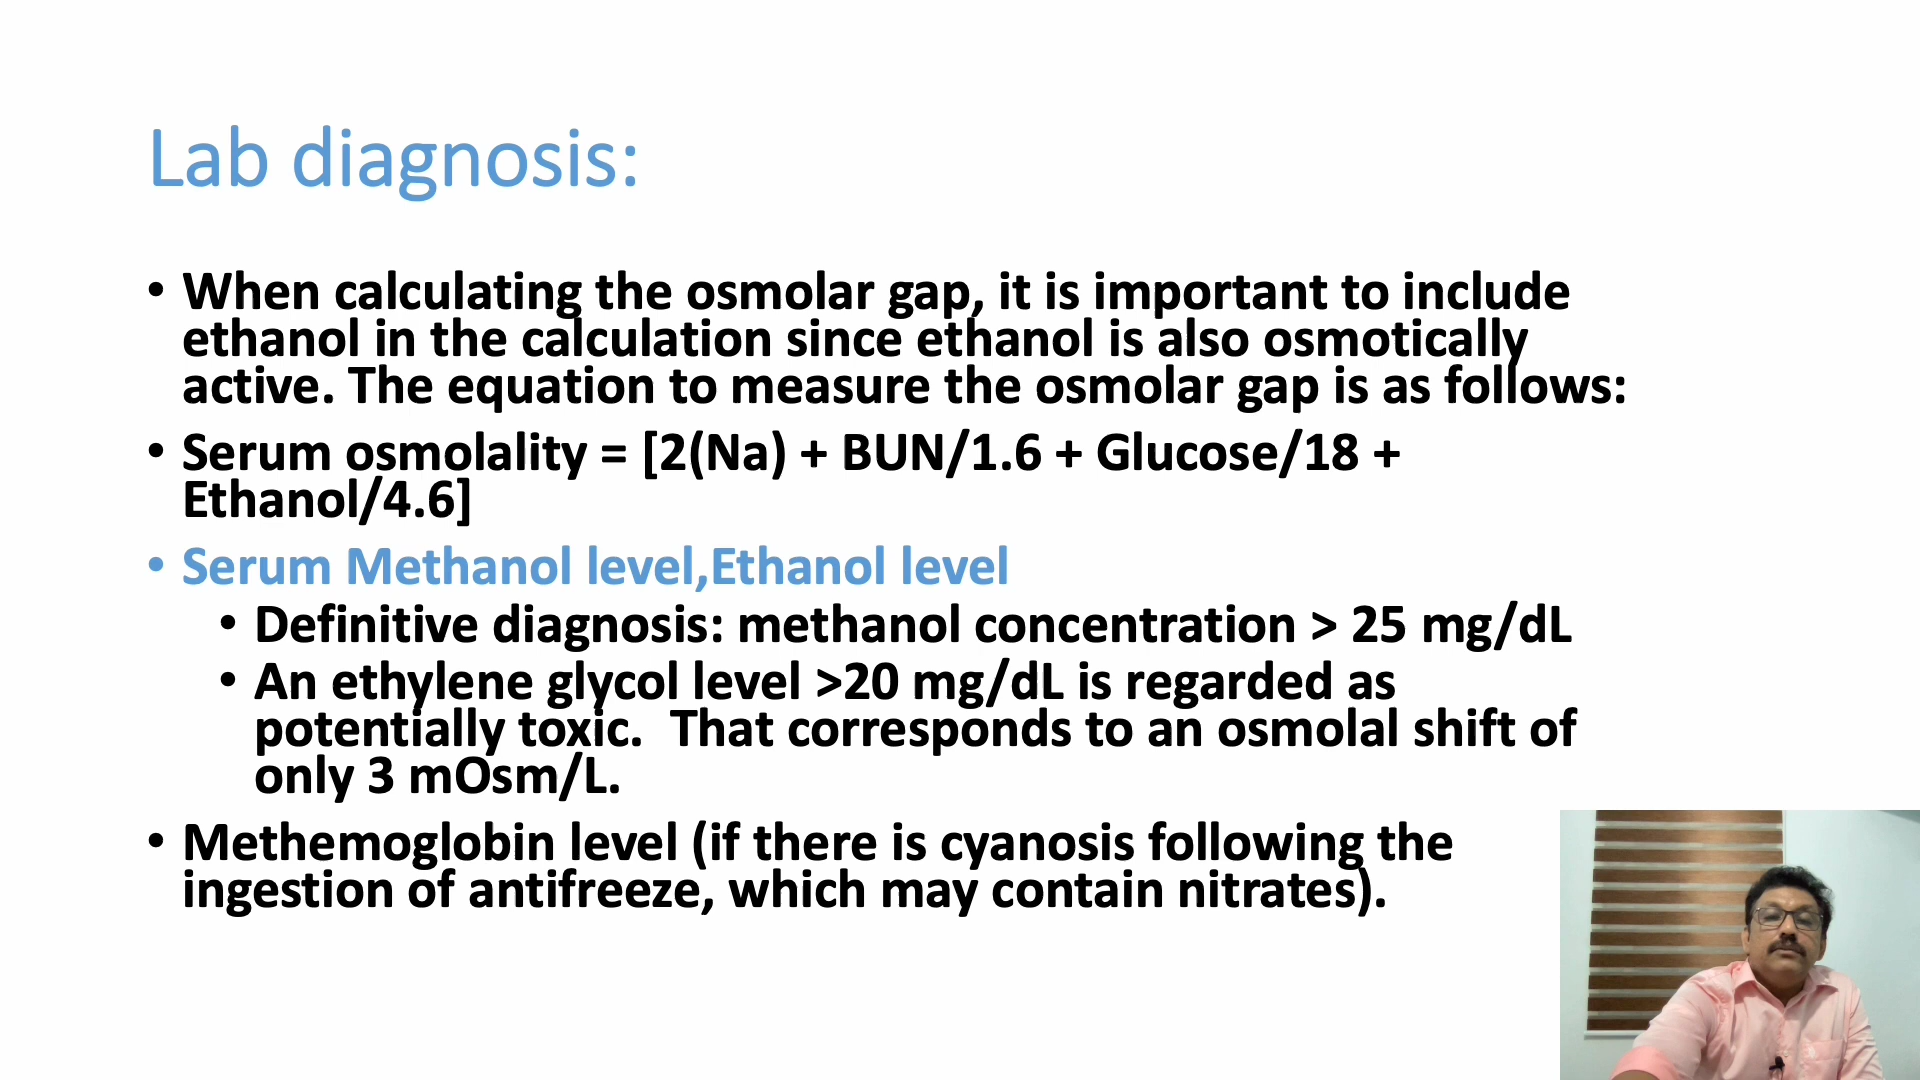 Lab diagnosis:
• When calculating the osmolar gap, it is important to include
ethanol in the calculation since ethanol is also osmotically
active. The equation to measure the osmolar gap is as follows:
• Serum osmolality = [2(Na) + BUN/1.6 + Glucose/18 +
Ethanol/4.6]
• Serum Methanol level,Ethanol level
• Definitive diagnosis: methanol concentration > 25 mg/dL
• An ethylene glycol level >20 mg/dL is regarded as
potentially toxic.  That corresponds to an osmolal shift of
only 3 mOsm/L.
• Methemoglobin level (if there is cyanosis following the
ingestion of antifreeze, which may contain nitrates).